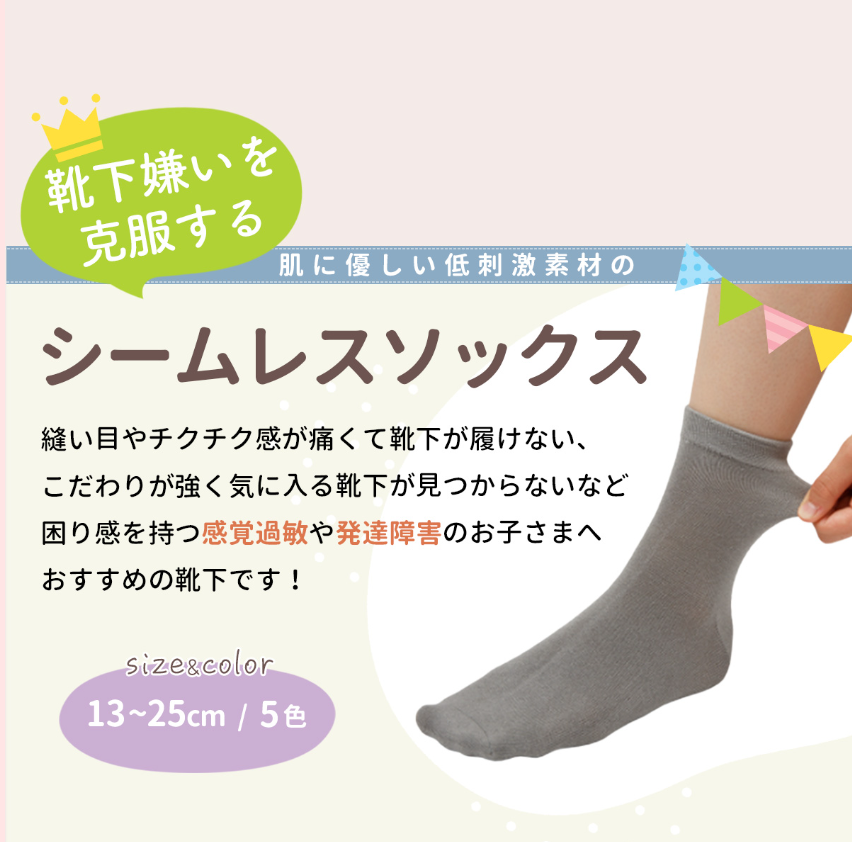 靴下嫌いを
克服する
肌に優しい低刺激素材の
シームレスソックス
縫い目やチクチク感が痛くて靴下が履けない、
こだわりが強く気に入る靴下が見つからないなど
困り感を持つ感覚過敏や発達障害のお子さまへ
おすすめの靴下です！
size&color
13~25cm / 5色